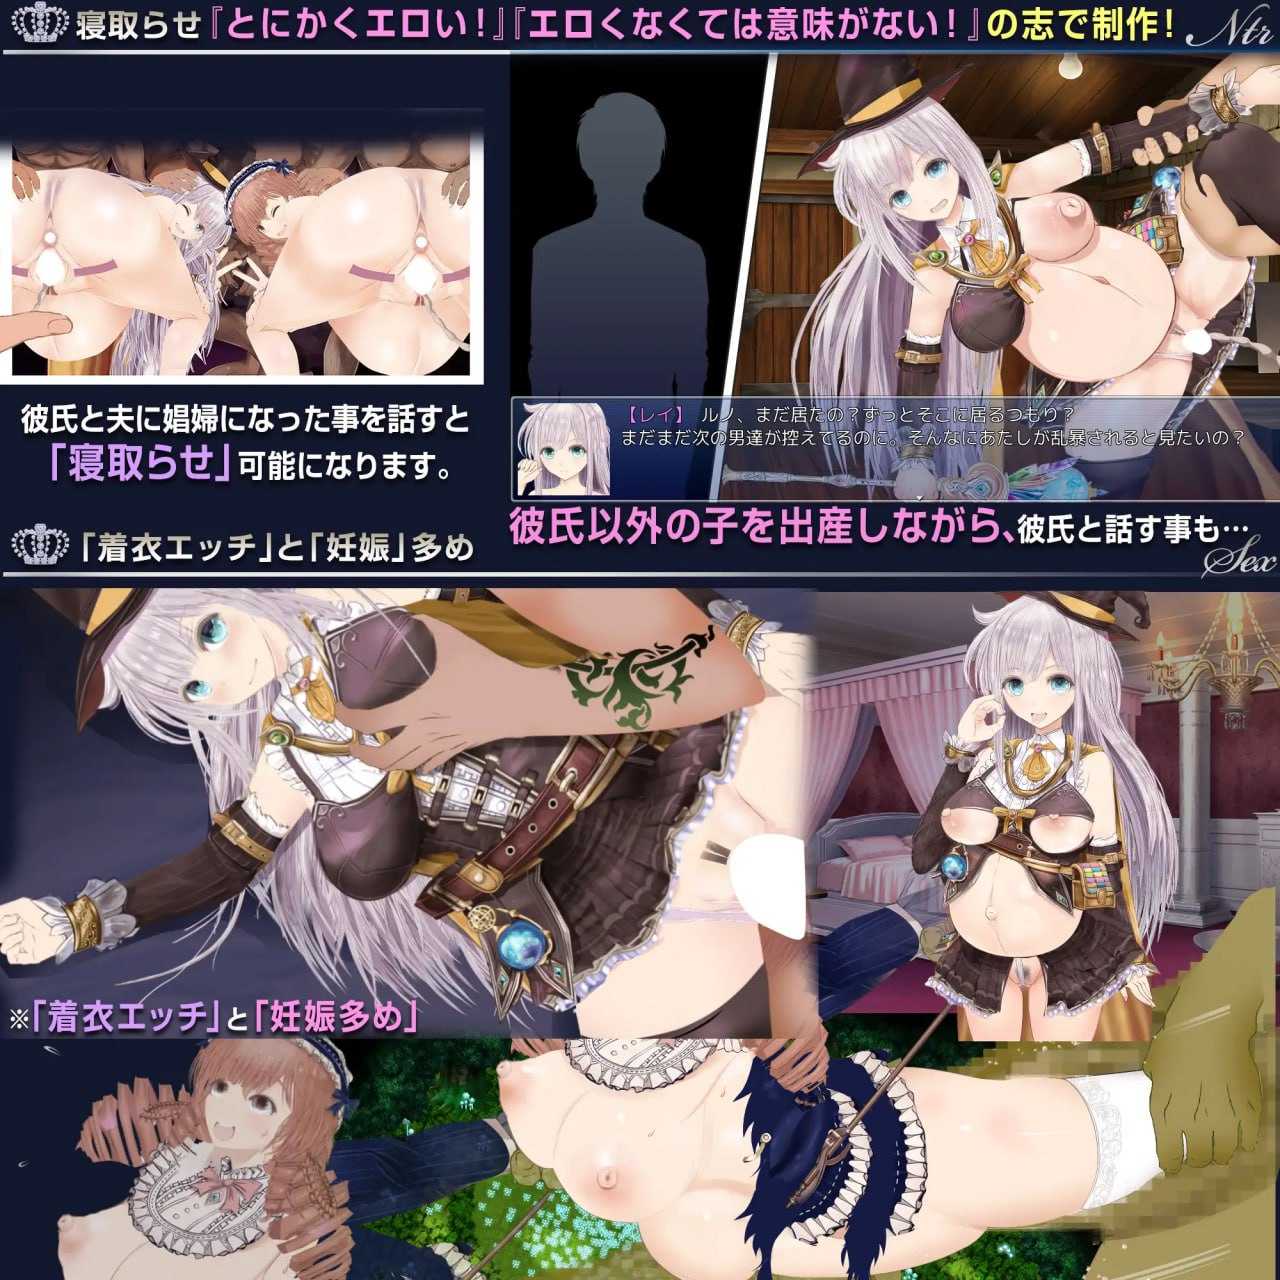 寝取らせ『とにかくエロい！』『エロくなくては意味がない！』の志で制作！
Ntr
彼氏と夫に娼婦になった事を話すと
「寝取らせ」可能になります。
【レイ】 ルノ、まだ居たの？ずっとそこに居るつもり？
まだまだ次の男達が控えてるのに。そんなにあたしが乱暴されると見たいの？
彼氏以外の子を出産しながら、彼氏と話す事も…
「着衣エッチ」と「妊娠」多め
Sex
※「着衣エッチ」と「妊娠多め」